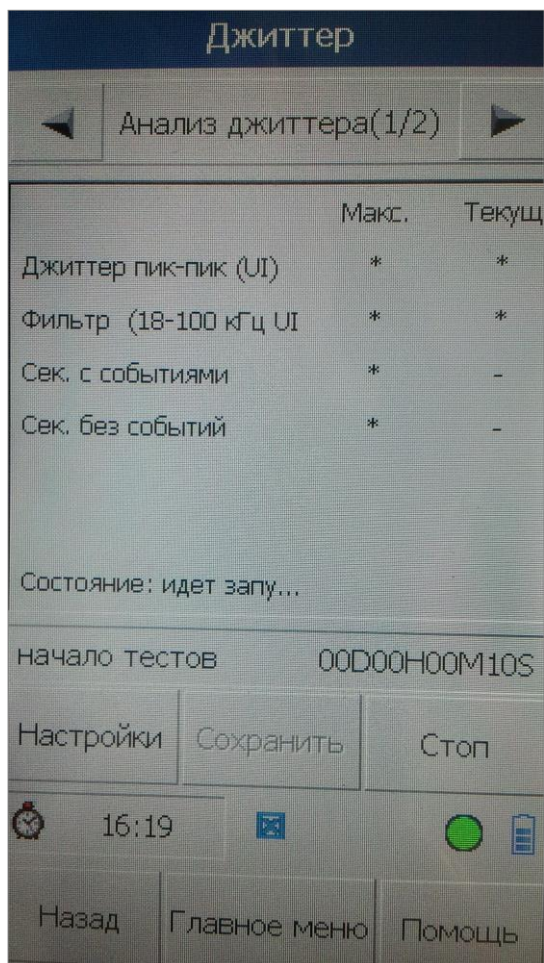 Джиттер
Анализ джиттера(1/2)
Макс. Текущ
Джиттер пик-пик (UI) * *
Фильтр (18-100 кГц UI * *
Сек. с событиями * -
Сек. без событий * -
Состояние: идет запу...
начало тестов 00D00H00M10S
Настройки Сохранить Стоп
16:19
Назад Главное меню Помощь